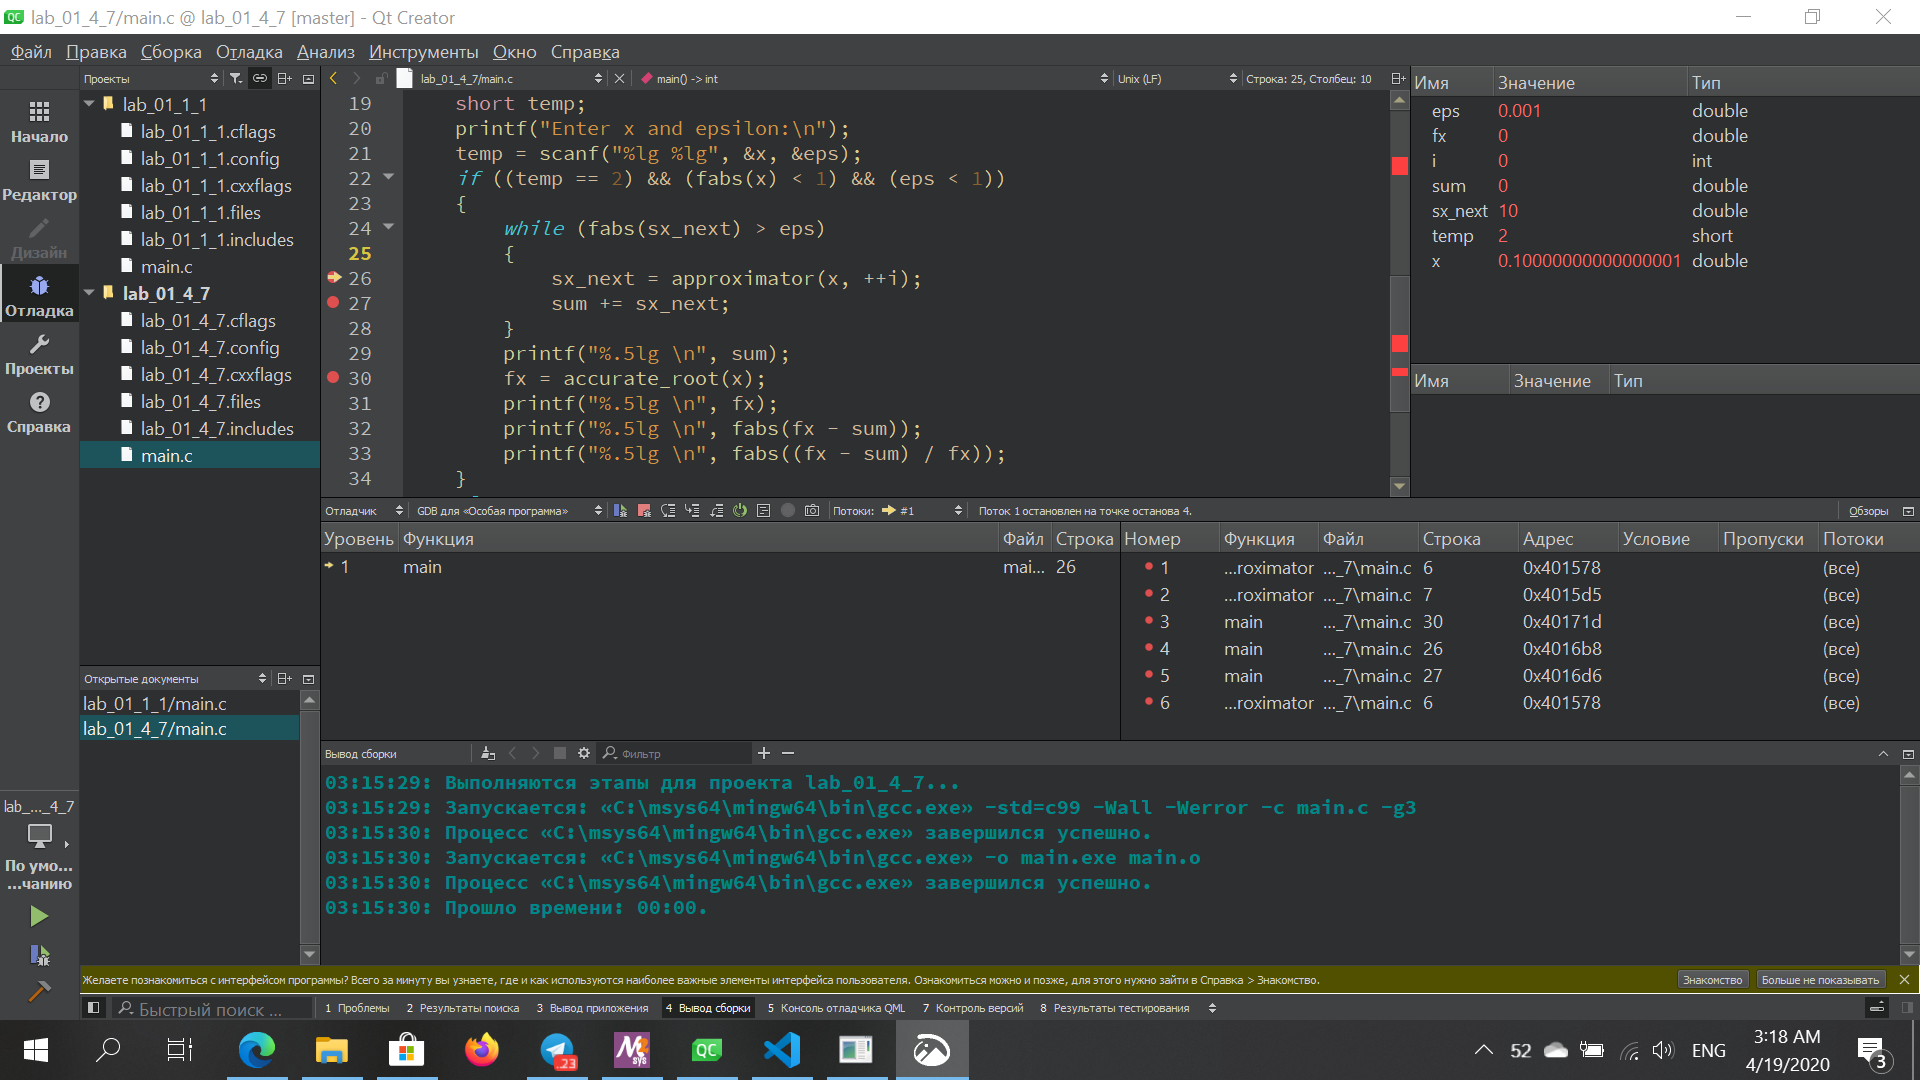 lab_01_4_7/main.c @ lab_01_4_7 [master] - Qt Creator
Файл Правка Сборка Отладка Анализ Инструменты Окно Справка
Начало
Редактор
Дизайн
Отладка
Проекты
Справка
lab_..._4_7
По умо...
...чанию
Проекты
lab_01_1_1
lab_01_1_1.cflags
lab_01_1_1.config
lab_01_1_1.cxxflags
lab_01_1_1.files
lab_01_1_1.includes
main.c
lab_01_4_7
lab_01_4_7.cflags
lab_01_4_7.config
lab_01_4_7.cxxflags
lab_01_4_7.files
lab_01_4_7.includes
main.c
Открытые документы
lab_01_1_1/main.c
lab_01_4_7/main.c
lab_01_4_7/main.c main() -> int Unix (LF) Строка: 25, Столбец: 10
19 short temp;
20 printf("Enter x and epsilon:\n");
21 temp = scanf("%lg %lg", &x, &eps);
22 if ((temp == 2) && (fabs(x) < 1) && (eps < 1))
23 {
24 while (fabs(sx_next) > eps)
25 {
26 sx_next = approximator(x, ++i);
27 sum += sx_next;
28 }
29 printf("%.5lg \n", sum);
30 fx = accurate_root(x);
31 printf("%.5lg \n", fx);
32 printf("%.5lg \n", fabs(fx - sum));
33 printf("%.5lg \n", fabs((fx - sum) / fx));
34 }
Имя Значение Тип
eps 0.001 double
fx 0 double
i 0 int
sum 0 double
sx_next 10 double
temp 2 short
x 0.10000000000000001 double
Имя Значение Тип
Отладчик GDB для «Особая программа» Потоки: #1 Поток 1 остановлен на точке останова 4. Обзоры
Уровень Функция Файл Строка
1 main mai... 26
Номер Функция Файл Строка Адрес Условие Пропуски Потоки
1 ...roximator ..._7\main.c 6 0x401578 (все)
2 ...roximator ..._7\main.c 7 0x4015d5 (все)
3 main ..._7\main.c 30 0x40171d (все)
4 main ..._7\main.c 26 0x4016b8 (все)
5 main ..._7\main.c 27 0x4016d6 (все)
6 ...roximator ..._7\main.c 6 0x401578 (все)
Вывод сборки Фильтр
03:15:29: Выполняются этапы для проекта lab_01_4_7...
03:15:29: Запускается: «C:\msys64\mingw64\bin\gcc.exe» -std=c99 -Wall -Werror -c main.c -g3
03:15:30: Процесс «C:\msys64\mingw64\bin\gcc.exe» завершился успешно.
03:15:30: Запускается: «C:\msys64\mingw64\bin\gcc.exe» -o main.exe main.o
03:15:30: Процесс «C:\msys64\mingw64\bin\gcc.exe» завершился успешно.
03:15:30: Прошло времени: 00:00.
Желаете познакомиться с интерфейсом программы? Всего за минуту вы узнаете, где и как используются наиболее важные элементы интерфейса пользователя. Ознакомиться можно и позже, для этого нужно зайти в Справка > Знакомство. Знакомство Больше не показывать
Быстрый поиск ... 1 Проблемы 2 Результаты поиска 3 Вывод приложения 4 Вывод сборки 5 Консоль отладчика QML 7 Контроль версий 8 Результаты тестирования
23 M sys QC 52 ENG 3:18 AM
4/19/2020 3